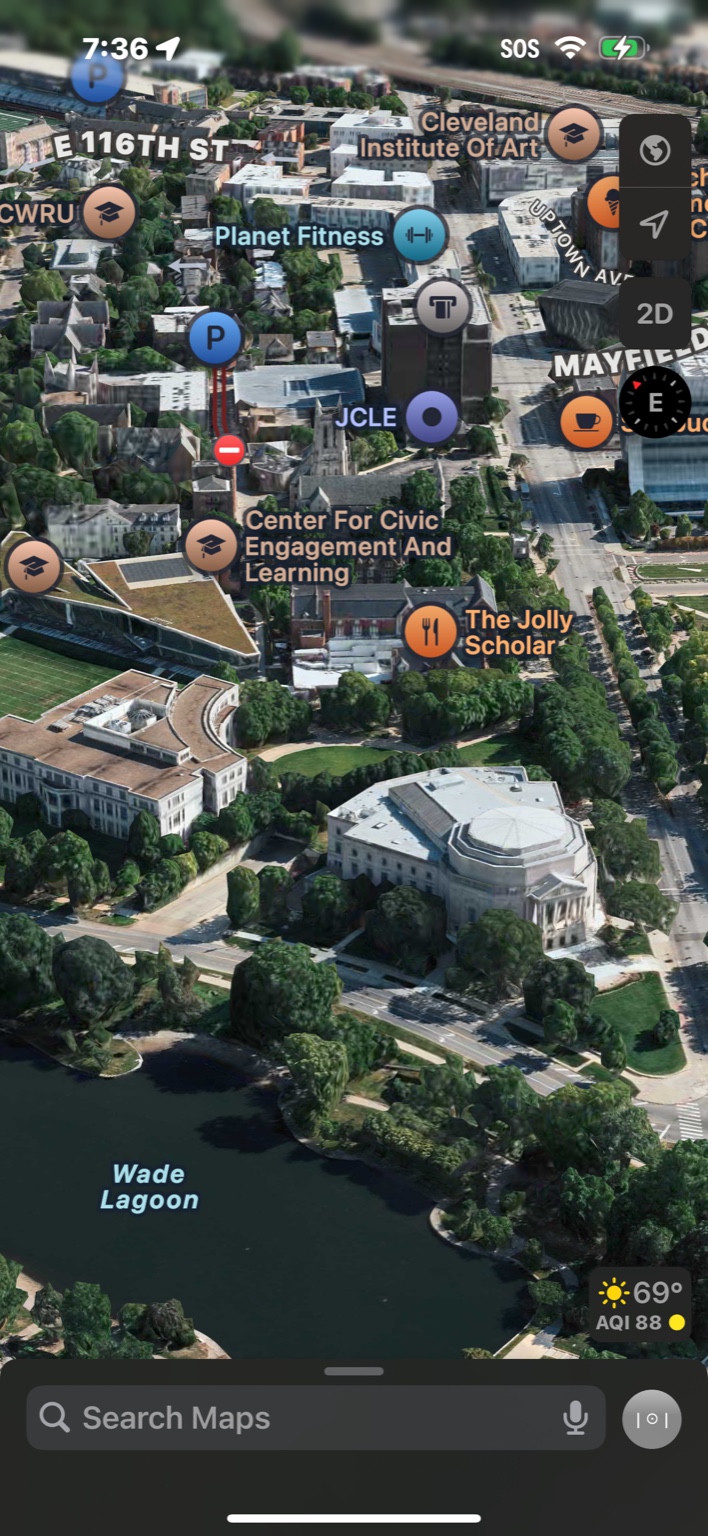 7:36
SOS
P
E 116TH ST
Cleveland
Institute Of Art
CWRU
Planet Fitness
UPTOWN AVE
2D
P
MAYFIELD
E
JCLE
Center For Civic
Engagement And
Learning
The Jolly
Scholar
Wade
Lagoon
69°
AQI 88
Search Maps